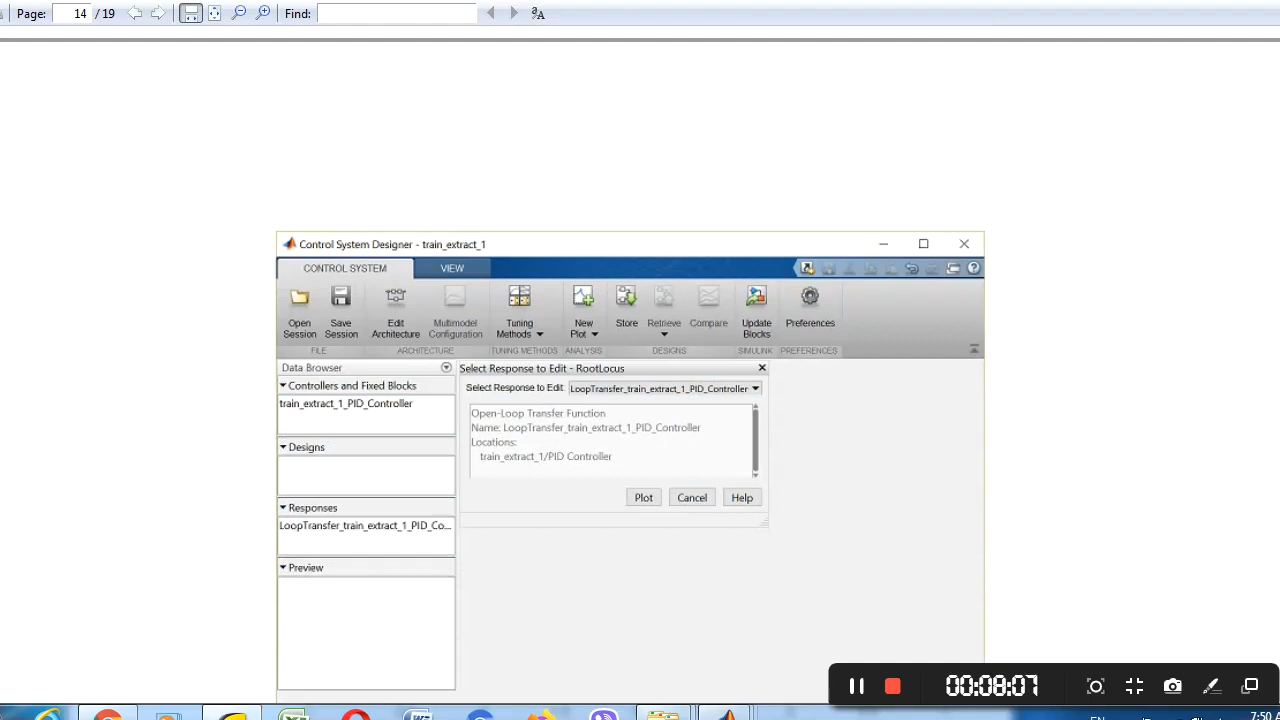 Page: 14 / 19 Find:
Control System Designer - train_extract_1
CONTROL SYSTEM VIEW
Open Session Save Session Edit Architecture Multimodel Configuration Tuning Methods New Plot Store Retrieve Compare Update Blocks Preferences
FILE ARCHITECTURE TUNING METHODS ANALYSIS DESIGNS SIMULINK PREFERENCES
Data Browser
Controllers and Fixed Blocks
train_extract_1_PID_Controller
Designs
Responses
LoopTransfer_train_extract_1_PID_Co...
Preview
Select Response to Edit - RootLocus
Select Response to Edit LoopTransfer_train_extract_1_PID_Controller
Open-Loop Transfer Function
Name: LoopTransfer_train_extract_1_PID_Controller
Locations:
train_extract_1/PID Controller
Plot Cancel Help
00:08:07
EN 7:50